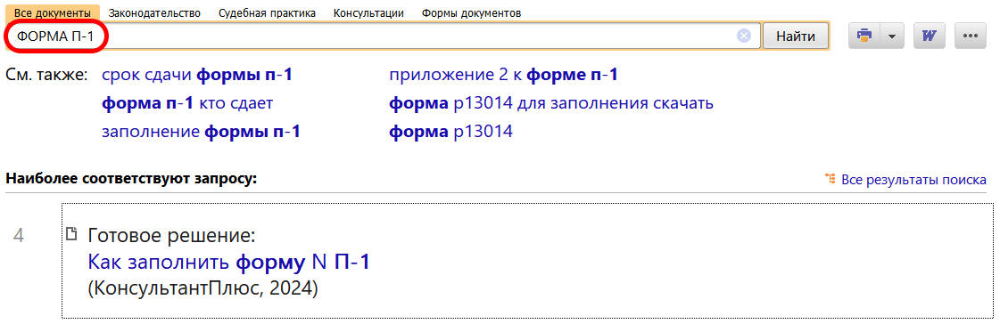 Все документы Законодательство Судебная практика Консультации Формы документов
ФОРМА П-1 Найти W
См. также: срок сдачи формы п-1 приложение 2 к форме п-1
форма п-1 кто сдает форма р13014 для заполнения скачать
заполнение формы п-1 форма р13014
Наиболее соответствуют запросу: Все результаты поиска
4 Готовое решение:
Как заполнить форму N П-1
(КонсультантПлюс, 2024)